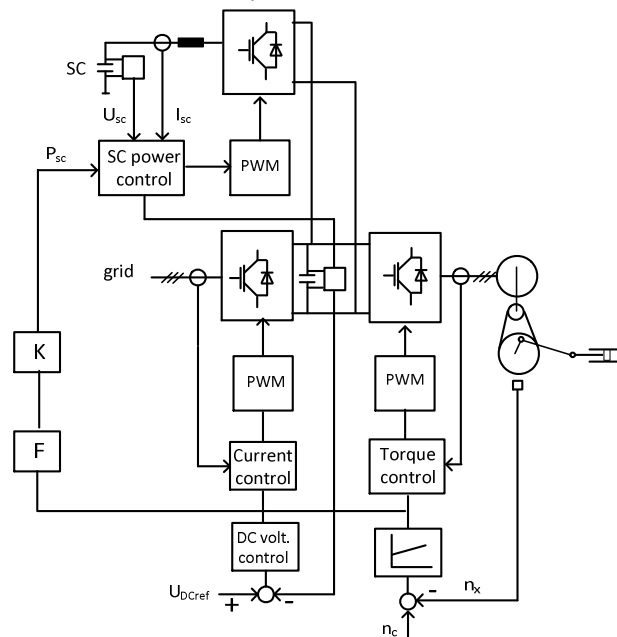 SC
U_sc
I_sc
P_sc
SC power
control
PWM
grid
K
PWM
PWM
F
Current
control
Torque
control
DC volt.
control
U_DCref
+
-
-
n_x
n_c